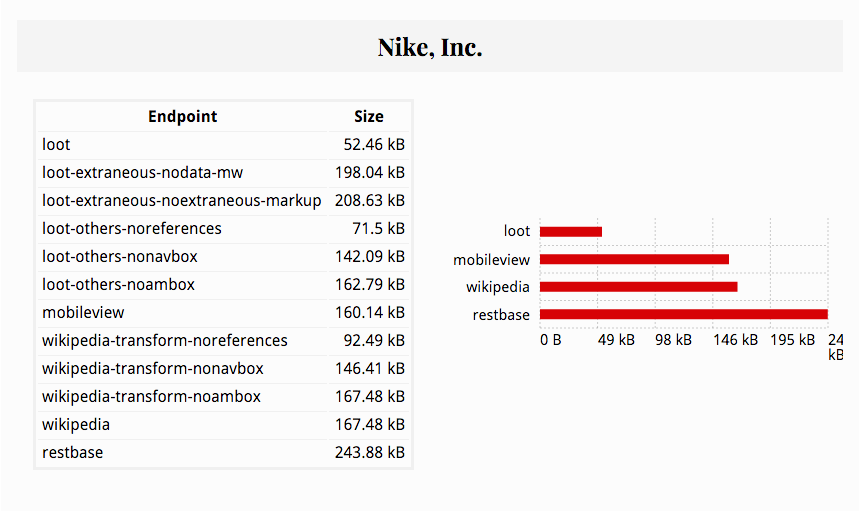 Nike, Inc.
Endpoint Size
loot 52.46 kB
loot-extraneous-nodata-mw 198.04 kB
loot-extraneous-noextraneous-markup 208.63 kB
loot-others-noreferences 71.5 kB
loot-others-nonavbox 142.09 kB
loot-others-noambox 162.79 kB
mobileview 160.14 kB
wikipedia-transform-noreferences 92.49 kB
wikipedia-transform-nonavbox 146.41 kB
wikipedia-transform-noambox 167.48 kB
wikipedia 167.48 kB
restbase 243.88 kB
loot
mobileview
wikipedia
restbase
0 B 49 kB 98 kB 146 kB 195 kB 24
kB